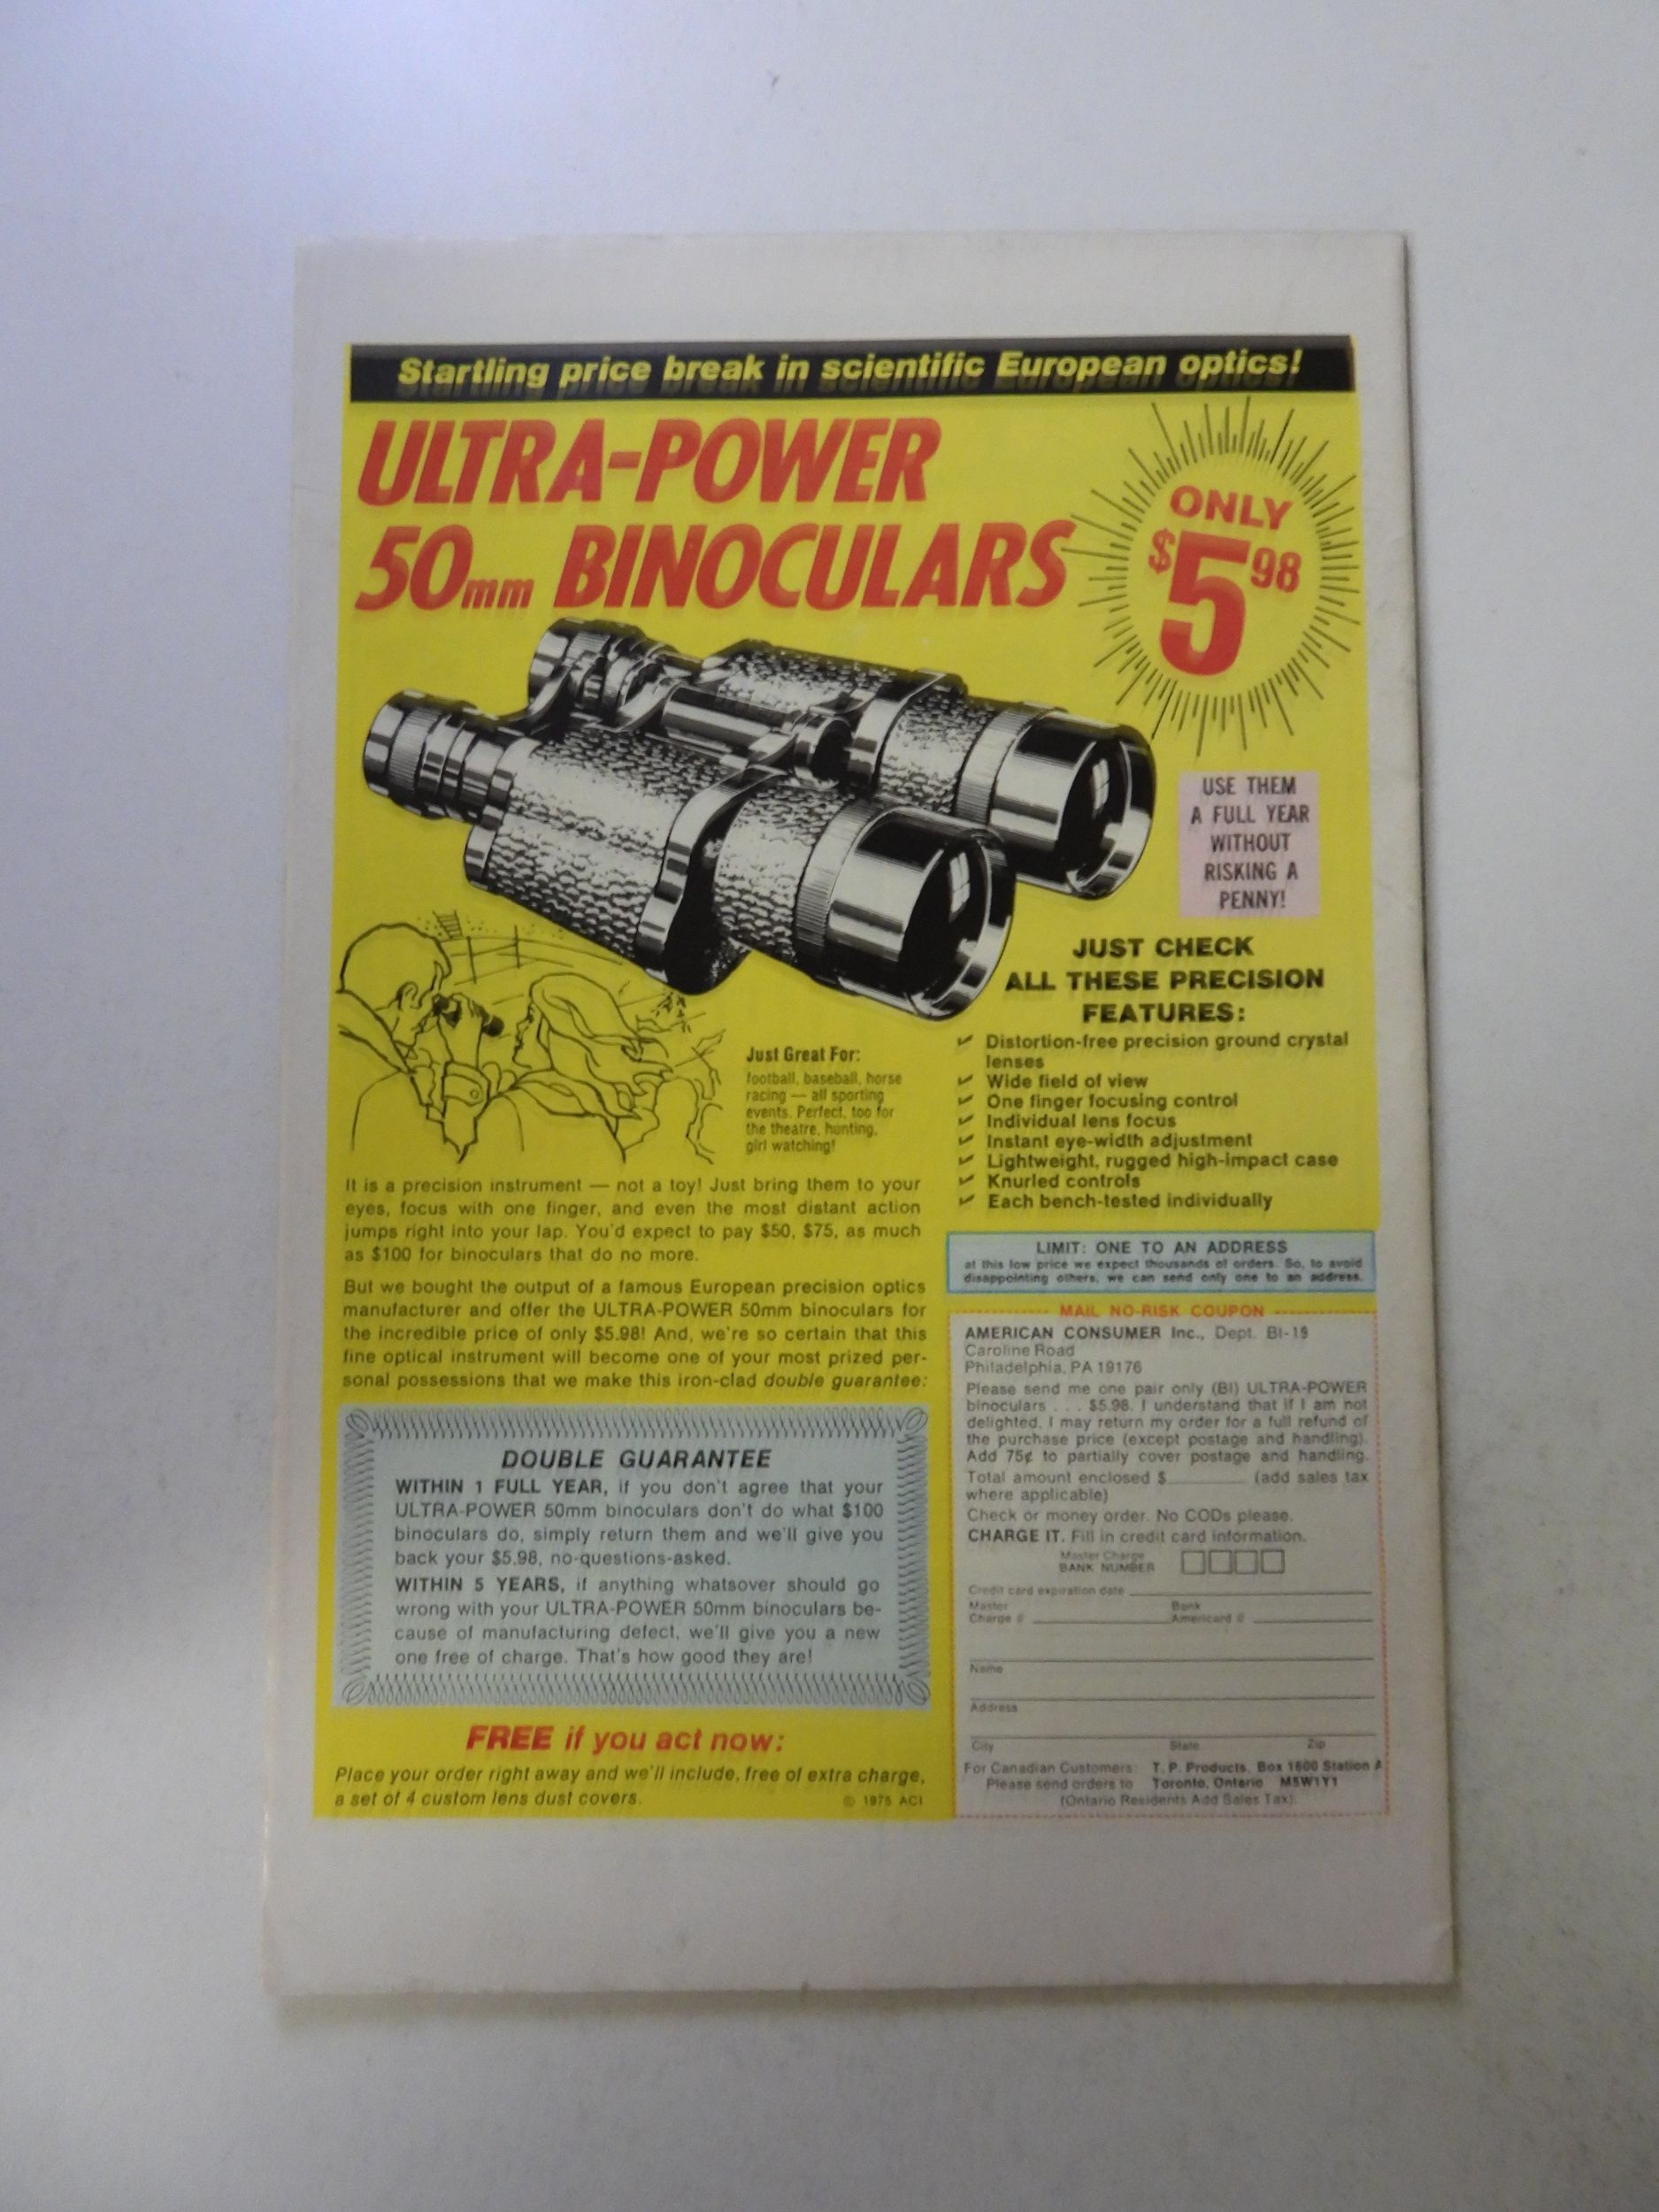 Startling price break in scientific European optics!
ULTRA-POWER
50mm BINOCULARS
ONLY
$5.98
USE THEM
A FULL YEAR
WITHOUT
RISKING A
PENNY!
JUST CHECK
ALL THESE PRECISION
FEATURES:
✓ Distortion-free precision ground crystal
lenses
✓ Wide field of view
✓ One finger focusing control
✓ Individual lens focus
✓ Instant eye-width adjustment
✓ Lightweight, rugged high-impact case
✓ Knurled controls
✓ Each bench-tested individually
Just Great For:
football, baseball, horse
racing — all sporting
events. Perfect, too for
the theatre, hunting,
girl watching!
It is a precision instrument — not a toy! Just bring them to your
eyes, focus with one finger, and even the most distant action
jumps right into your lap. You'd expect to pay $50, $75, as much
as $100 for binoculars that do no more.
But we bought the output of a famous European precision optics
manufacturer and offer the ULTRA-POWER 50mm binoculars for
the incredible price of only $5.98! And, we're so certain that this
fine optical instrument will become one of your most prized per-
sonal possessions that we make this iron-clad double guarantee:
DOUBLE GUARANTEE
WITHIN 1 FULL YEAR, if you don't agree that your
ULTRA-POWER 50mm binoculars don't do what $100
binoculars do, simply return them and we'll give you
back your $5.98, no-questions-asked.
WITHIN 5 YEARS, if anything whatsover should go
wrong with your ULTRA-POWER 50mm binoculars be-
cause of manufacturing defect, we'll give you a new
one free of charge. That's how good they are!
FREE if you act now:
Place your order right away and we'll include, free of extra charge,
a set of 4 custom lens dust covers.
© 1975 ACI
LIMIT: ONE TO AN ADDRESS
at this low price we expect thousands of orders. So, to avoid
disappointing others, we can send only one to an address.
MAIL NO-RISK COUPON
AMERICAN CONSUMER Inc., Dept. BI-19
Caroline Road
Philadelphia, PA 19176
Please send me one pair only (BI) ULTRA-POWER
binoculars . . . $5.98. I understand that if I am not
delighted, I may return my order for a full refund of
the purchase price (except postage and handling).
Add 75¢ to partially cover postage and handling.
Total amount enclosed $________ (add sales tax
where applicable)
Check or money order. No CODs please.
CHARGE IT. Fill in credit card information.
Master Charge
BANK NUMBER
Credit card expiration date
Master Bank
Charge # Americard #
Name
Address
City State Zip
For Canadian Customers: T. P. Products, Box 1600 Station A
Please send orders to Toronto, Ontario M5W1Y1
(Ontario Residents Add Sales Tax).